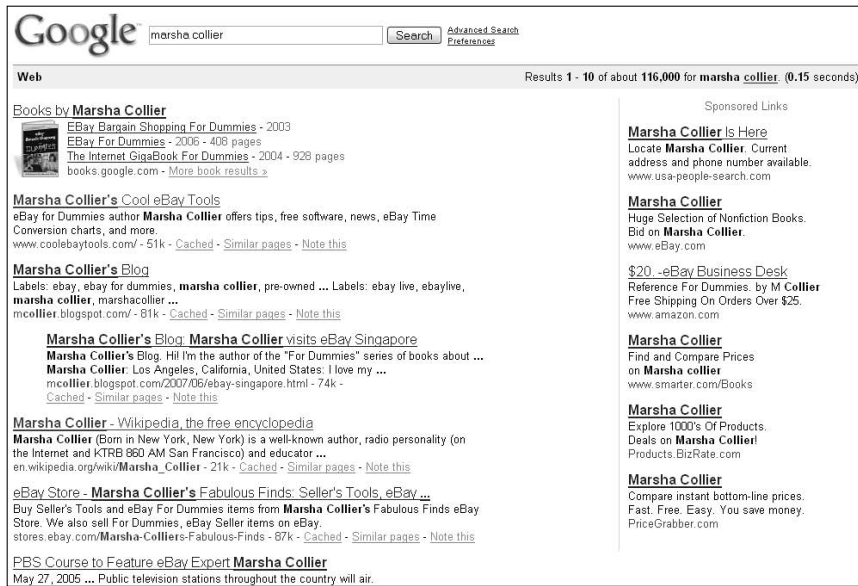 Google
marsha collier
Search
Advanced Search
Preferences
Web
Results 1 - 10 of about 116,000 for marsha collier. (0.15 seconds)
Books by Marsha Collier
EBay Bargain Shopping For Dummies - 2003
EBay For Dummies - 2006 - 408 pages
The Internet GigaBook For Dummies - 2004 - 928 pages
books.google.com - More book results »
Marsha Collier's Cool eBay Tools
eBay for Dummies author Marsha Collier offers tips, free software, news, eBay Time
Conversion charts, and more.
www.coolebaytools.com/ - 51k - Cached - Similar pages - Note this
Marsha Collier's Blog
Labels: ebay, ebay for dummies, marsha collier, pre-owned ... Labels: ebay live, ebaylive,
marsha collier, marshacollier ...
mcollier.blogspot.com/ - 81k - Cached - Similar pages - Note this
Marsha Collier's Blog: Marsha Collier visits eBay Singapore
Marsha Collier's Blog. Hi! I'm the author of the "For Dummies" series of books about ...
Marsha Collier: Los Angeles, California, United States: I love my ...
mcollier.blogspot.com/2007/06/ebay-singapore.html - 74k -
Cached - Similar pages - Note this
Marsha Collier - Wikipedia, the free encyclopedia
Marsha Collier (Born in New York, New York) is a well-known author, radio personality (on
the Internet and KTRB 860 AM San Francisco) and educator ...
en.wikipedia.org/wiki/Marsha_Collier - 21k - Cached - Similar pages - Note this
eBay Store - Marsha Collier's Fabulous Finds: Seller's Tools, eBay ...
Buy Seller's Tools and eBay For Dummies items from Marsha Collier's Fabulous Finds eBay
Store. We also sell For Dummies, eBay Seller items on eBay.
stores.ebay.com/Marsha-Colliers-Fabulous-Finds - 87k - Cached - Similar pages - Note this
PBS Course to Feature eBay Expert Marsha Collier
May 27, 2005 ... Public television stations throughout the country will air.
Sponsored Links
Marsha Collier Is Here
Locate Marsha Collier. Current
address and phone number available.
www.usa-people-search.com
Marsha Collier
Huge Selection of Nonfiction Books.
Bid on Marsha Collier.
www.eBay.com
$20. -eBay Business Desk
Reference For Dummies. by M Collier
Free Shipping On Orders Over $25.
www.amazon.com
Marsha Collier
Find and Compare Prices
on Marsha collier
www.smarter.com/Books
Marsha Collier
Explore 1000's Of Products.
Deals on Marsha Collier!
Products.BizRate.com
Marsha Collier
Compare instant bottom-line prices.
Fast. Free. Easy. You save money.
PriceGrabber.com